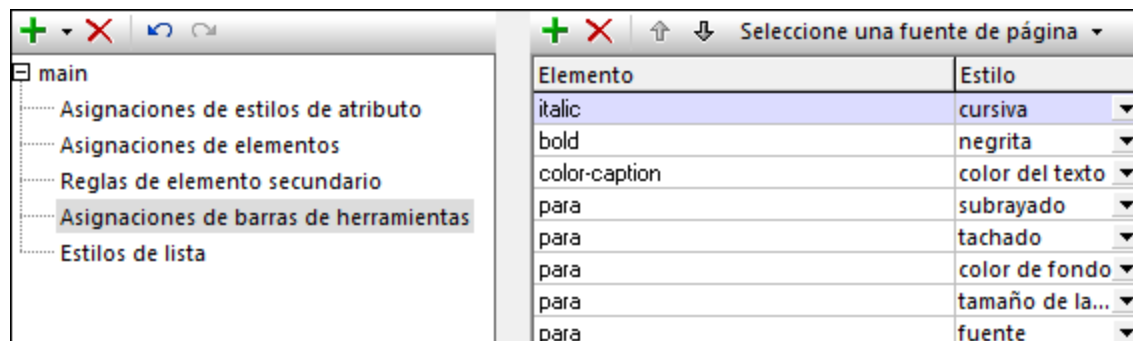 Seleccione una fuente de página
main
Asignaciones de estilos de atributo
Asignaciones de elementos
Reglas de elemento secundario
Asignaciones de barras de herramientas
Estilos de lista
Elemento Estilo
italic cursiva
bold negrita
color-caption color del texto
para subrayado
para tachado
para color de fondo
para tamaño de la...
para fuente